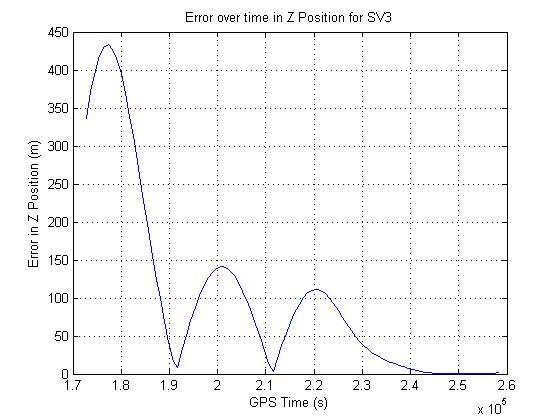 Error over time in Z Position for SV3
450
400
350
300
250
200
150
100
50
0
Error in Z Position (m)
1.7 1.8 1.9 2 2.1 2.2 2.3 2.4 2.5 2.6
GPS Time (s)
x 10⁵